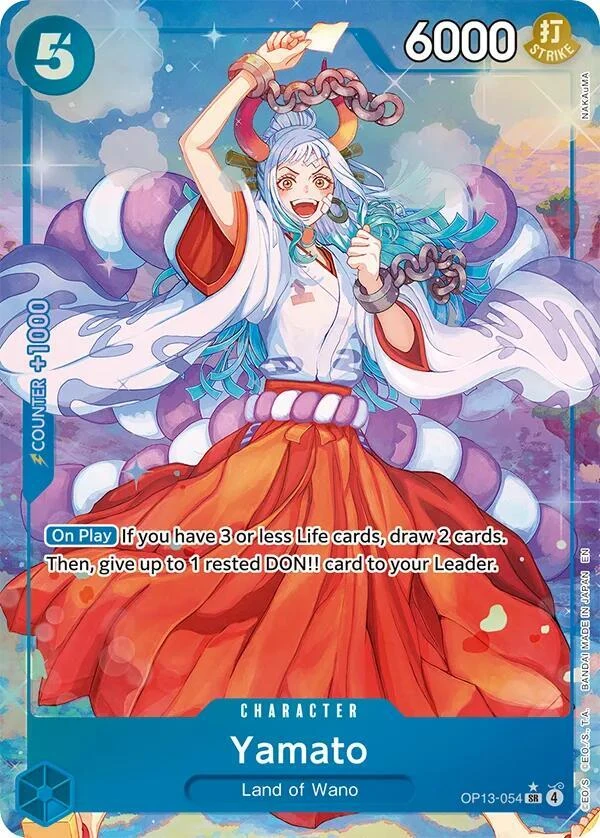 5
6000
打
STRIKE
NAKAuMA
COUNTER +1000
On Play If you have 3 or less Life cards, draw 2 cards.
Then, give up to 1 rested DON!! card to your Leader.
BANDAI MADE IN JAPAN EN
CHARACTER
Yamato
Land of Wano
OP13-054 SR 4